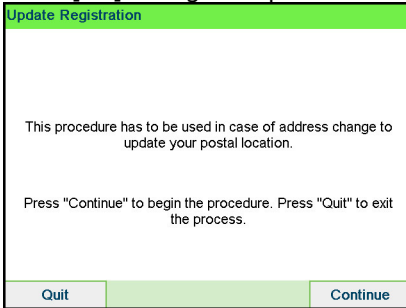 Update Registration
This procedure has to be used in case of address change to
update your postal location.
Press "Continue" to begin the procedure. Press "Quit" to exit
the process.
Quit
Continue